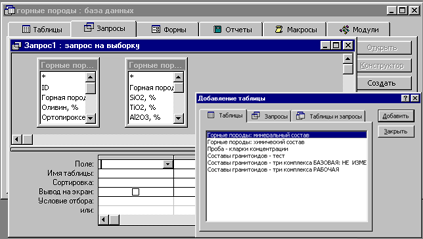 горные породы : база данных
Таблицы
Запросы
Формы
Отчеты
Макросы
Модули
Запрос1 : запрос на выборку
Открыть
Конструктор
Создать
Горные пор...
*
ID
Горная пород
Оливин, %
Ортопироксе
Горные пор...
*
Горная пород
SiO2, %
TiO2, %
Al2O3, %
Поле:
Имя таблицы:
Сортировка:
Вывод на экран:
Условие отбора:
или:
Добавление таблицы
Таблицы
Запросы
Таблицы и запросы
Добавить
Закрыть
Горные породы: минеральный состав
Горные породы: химический состав
Проба - кларки концентрации
Составы гранитоидов - тест
Составы гранитоидов - три комплекса БАЗОВАЯ: НЕ ИЗМЕ
Составы гранитоидов - три комплекса РАБОЧАЯ